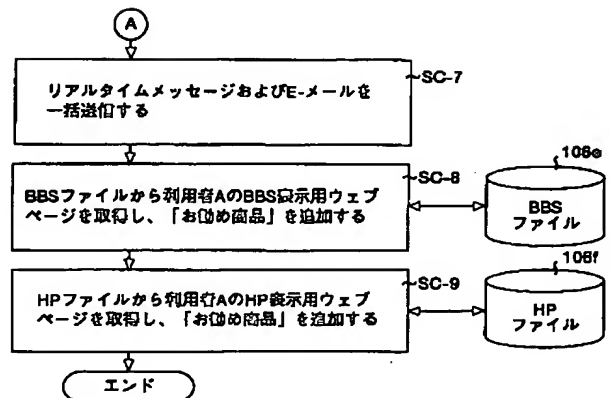 A
リアルタイムメッセージおよびE-メールを
一括送信する
SC-7
BBSファイルから利用者AのBBS表示用ウェブ
ページを取得し、「お勧め商品」を追加する
SC-8
106e
BBS
ファイル
HPファイルから利用者AのHP表示用ウェブ
ページを取得し、「お勧め商品」を追加する
SC-9
106f
HP
ファイル
エンド